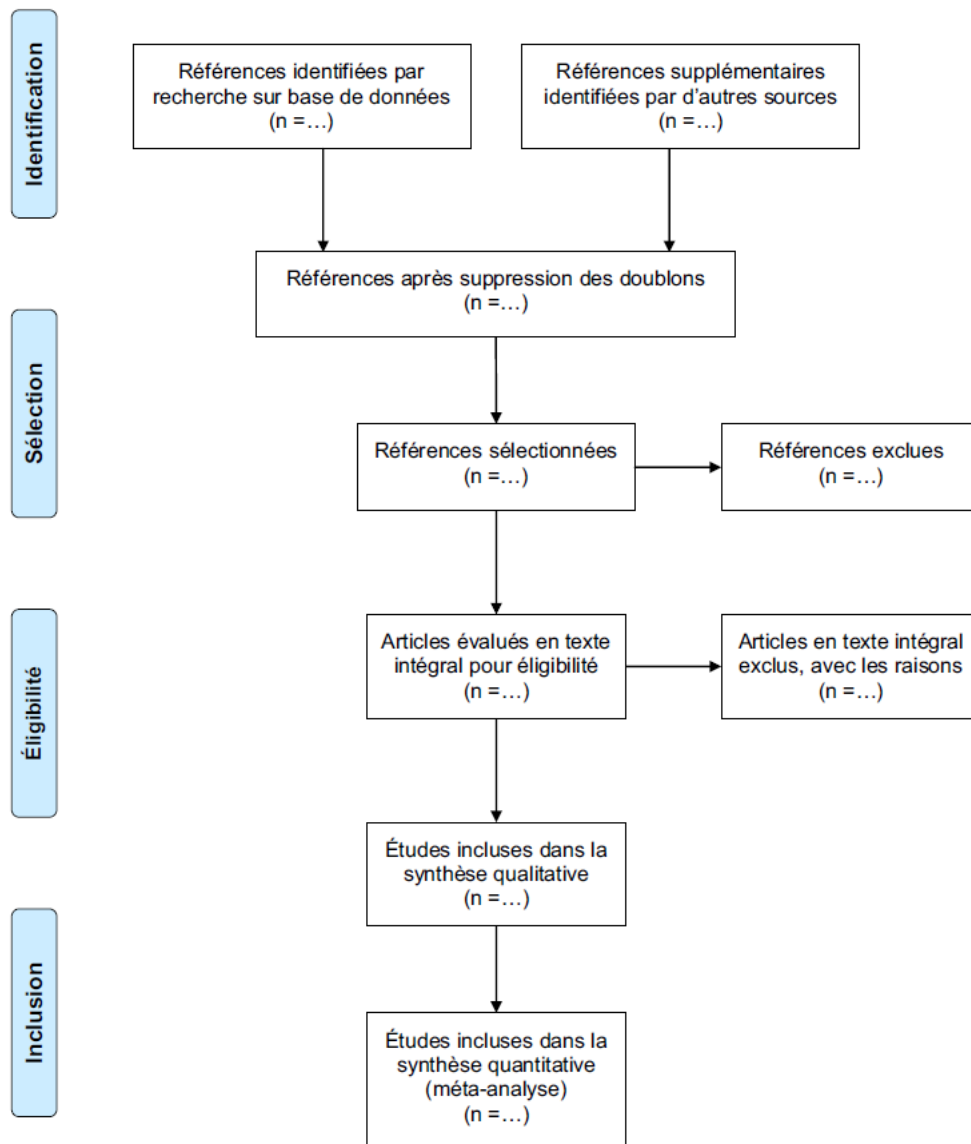 Identification
Références identifiées par
recherche sur base de données
(n =…)
Références supplémentaires
identifiées par d'autres sources
(n =…)
Références après suppression des doublons
(n =…)
Sélection
Références sélectionnées
(n =…)
Références exclues
(n =…)
Éligibilité
Articles évalués en texte
intégral pour éligibilité
(n =…)
Articles en texte intégral
exclus, avec les raisons
(n =…)
Études incluses dans la
synthèse qualitative
(n =…)
Inclusion
Études incluses dans la
synthèse quantitative
(méta-analyse)
(n =…)